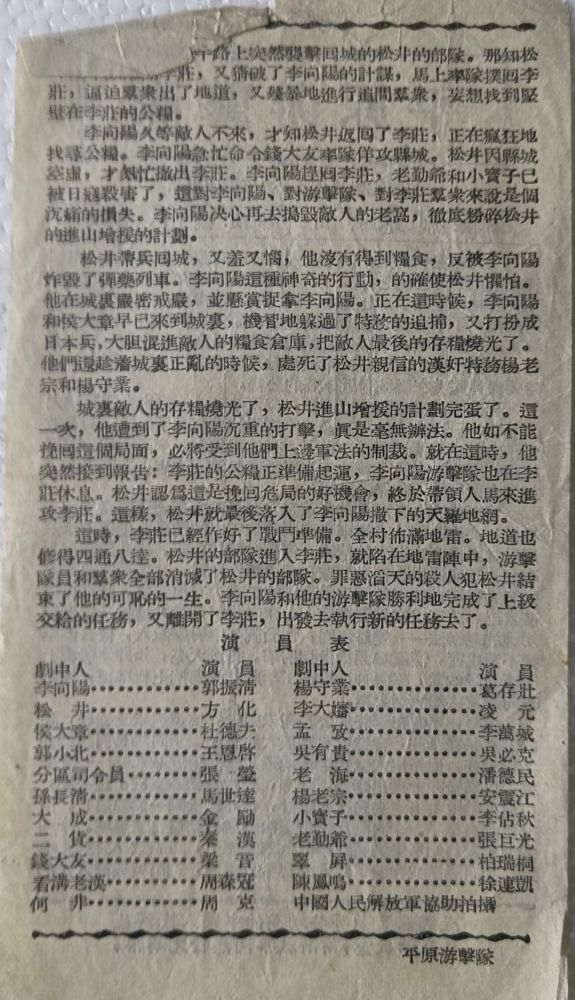 路上突然襲擊回城的松井的部隊。那知松
李莊，又猜破了李向陽的計謀，馬上率隊撲囘李
莊，逼迫羣衆出了地道，又殘暴地進行追問羣衆，妄想找到堅
壁在李莊的公糧。
李向陽久等敵人不來，才知松井返囘了李莊，正在瘋狂地
找尋公糧。李向陽急忙命令錢大友率隊佯攻縣城。松井因縣城
空虛，才匆忙撤出李莊。李向陽趕囘李莊，老勤爺和小寶子已
被日寇殺害了，這對李向陽、對游擊隊、對李莊羣衆來說是個
沉痛的損失。李向陽决心再去搗毀敵人的老窩，徹底粉碎松井
的進山增援的計劃。
松井帶兵囘城，又羞又惱，他沒有得到糧食，反被李向陽
炸毀了彈藥列車。李向陽這種神奇的行動，的確使松井懼怕。
他在城裏嚴密戒嚴，並懸賞捉拿李向陽。正在這時候，李向陽
和侯大章早已來到城裏，機智地躲過了特務的追捕，又打扮成
日本兵，大胆混進敵人的糧食倉庫，把敵人最後的存糧燒光了。
他們還趁着城裏正亂的時候，處死了松井親信的漢奸特務楊老
宗和楊守業。
城裏敵人的存糧燒光了，松井進山增援的計劃完蛋了。這
一次，他遭到了李向陽沉重的打擊，眞是毫無辦法。他如不能
挽囘這個局面，必將受到他們上邊軍法的制裁。就在這時，他
突然接到報告：李莊的公糧正準備起運，李向陽游擊隊也在李
莊休息。松井認爲這是挽囘危局的好機會，終於帶領人馬來進
攻李莊。這樣，松井就最後落入了李向陽撒下的天羅地網。
這時，李莊已經作好了戰鬥準備。全村佈滿地雷。地道也
修得四通八達。松井的部隊進入李莊，就陷在地雷陣中，游擊
隊員和羣衆全部消滅了松井的部隊。罪惡滔天的殺人犯松井結
束了他的可恥的一生。李向陽和他的游擊隊勝利地完成了上級
交給的任務，又離開了李莊，出發去執行新的任務去了。
演員表
劇中人 演員 劇中人 演員
李向陽…………郭振清 楊守業…………葛存壯
松井…………方化 李大嬸…………凌元
侯大章…………杜德夫 孟孜…………李萬城
郭小北…………王恩啓 吳有貴…………吳必克
分區司令員…………張瑩 老海…………潘德民
孫長清…………馬世達 楊老宗…………安震江
大成…………金勵 小寶子…………李佔秋
二貨…………秦漢 老勤爺…………張巨光
錢大友…………梁音 翠屏…………柏瑞桐
看溝老漢…………周森冠 陳鳳鳴…………徐連凱
何非…………周克 中國人民解放軍協助拍攝
平原游擊隊